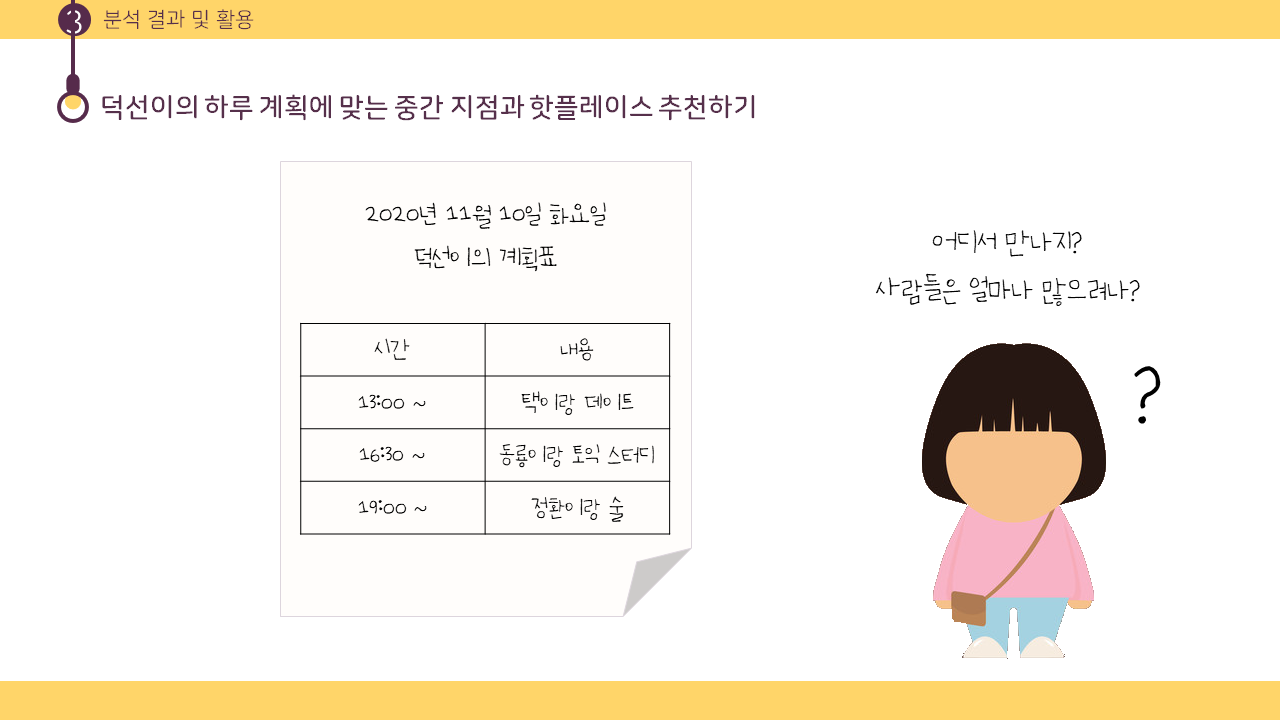 3 분석 결과 및 활용
덕선이의 하루 계획에 맞는 중간 지점과 핫플레이스 추천하기
2020년 11월 10일 화요일
덕선이의 계획표
시간 내용
13:00 ~ 택이랑 데이트
16:30 ~ 동룡이랑 토익 스터디
19:00 ~ 정환이랑 술
어디서 만나지?
사람들은 얼마나 많으려나?
?